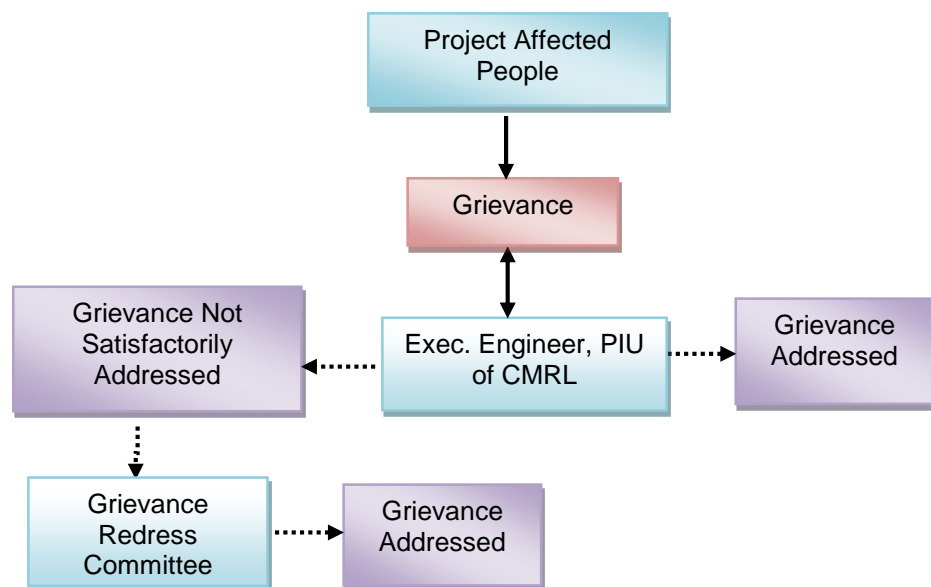 Project Affected
People
Grievance
Grievance Not
Satisfactorily
Addressed
Exec. Engineer, PIU
of CMRL
Grievance
Addressed
Grievance
Redress
Committee
Grievance
Addressed